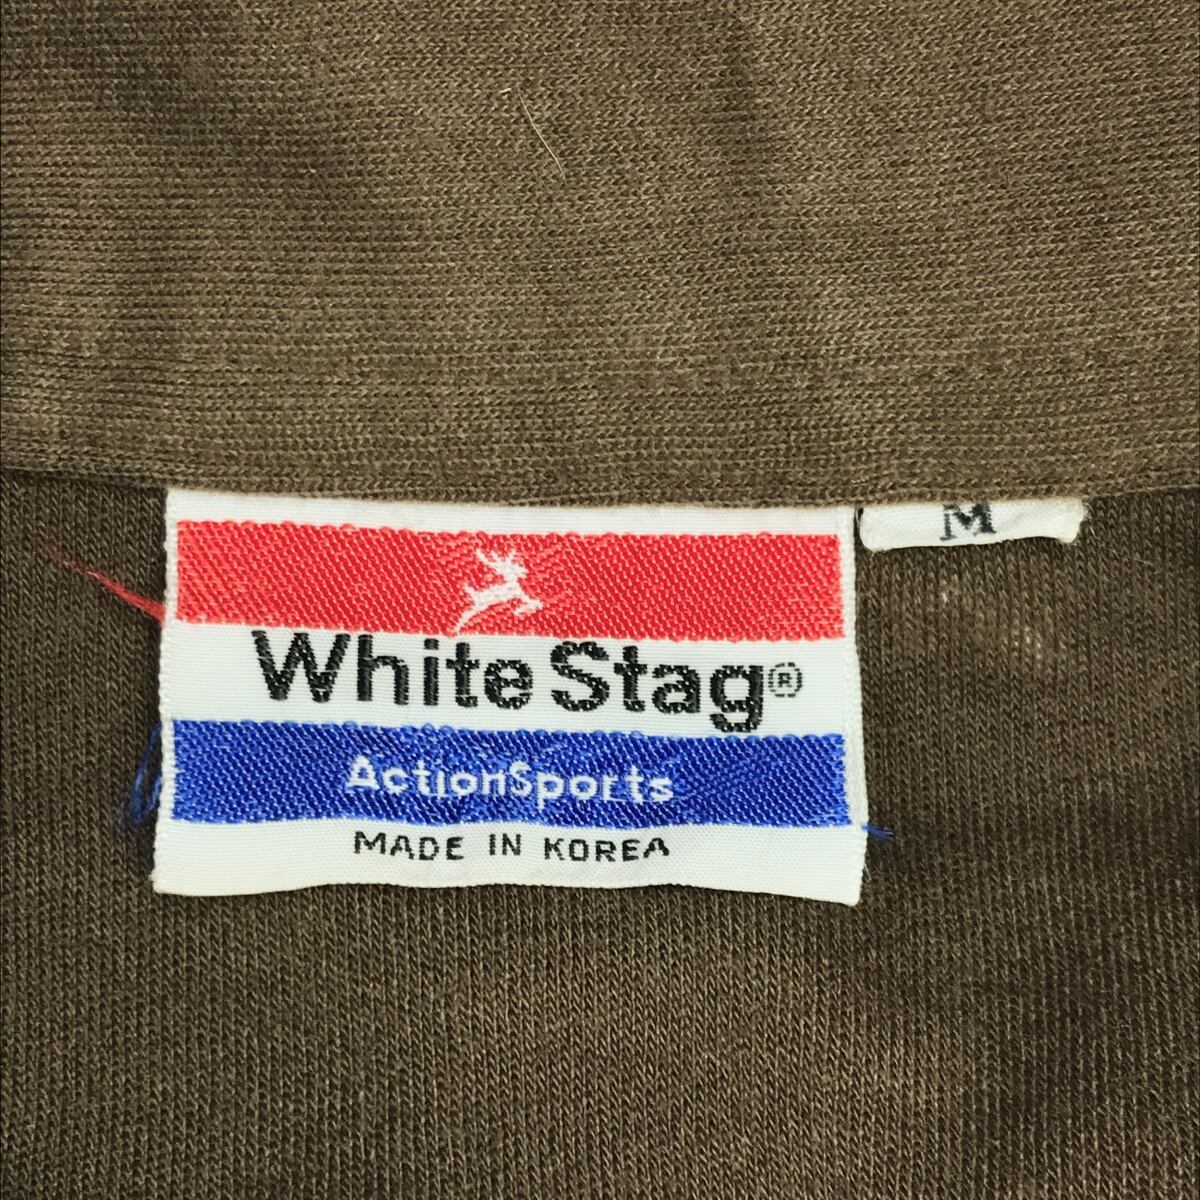 M
White Stag®
ActionSports
MADE IN KOREA